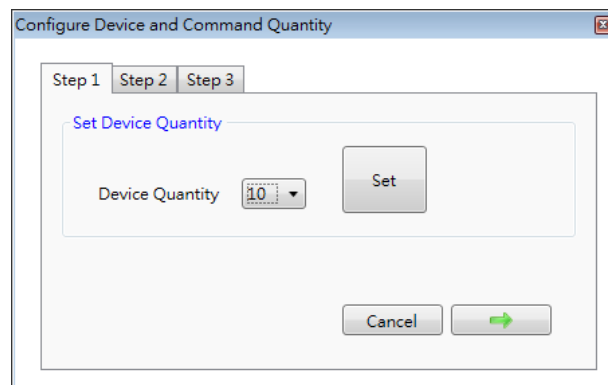 Configure Device and Command Quantity
Step 1 Step 2 Step 3
Set Device Quantity
Device Quantity 10 Set
Cancel